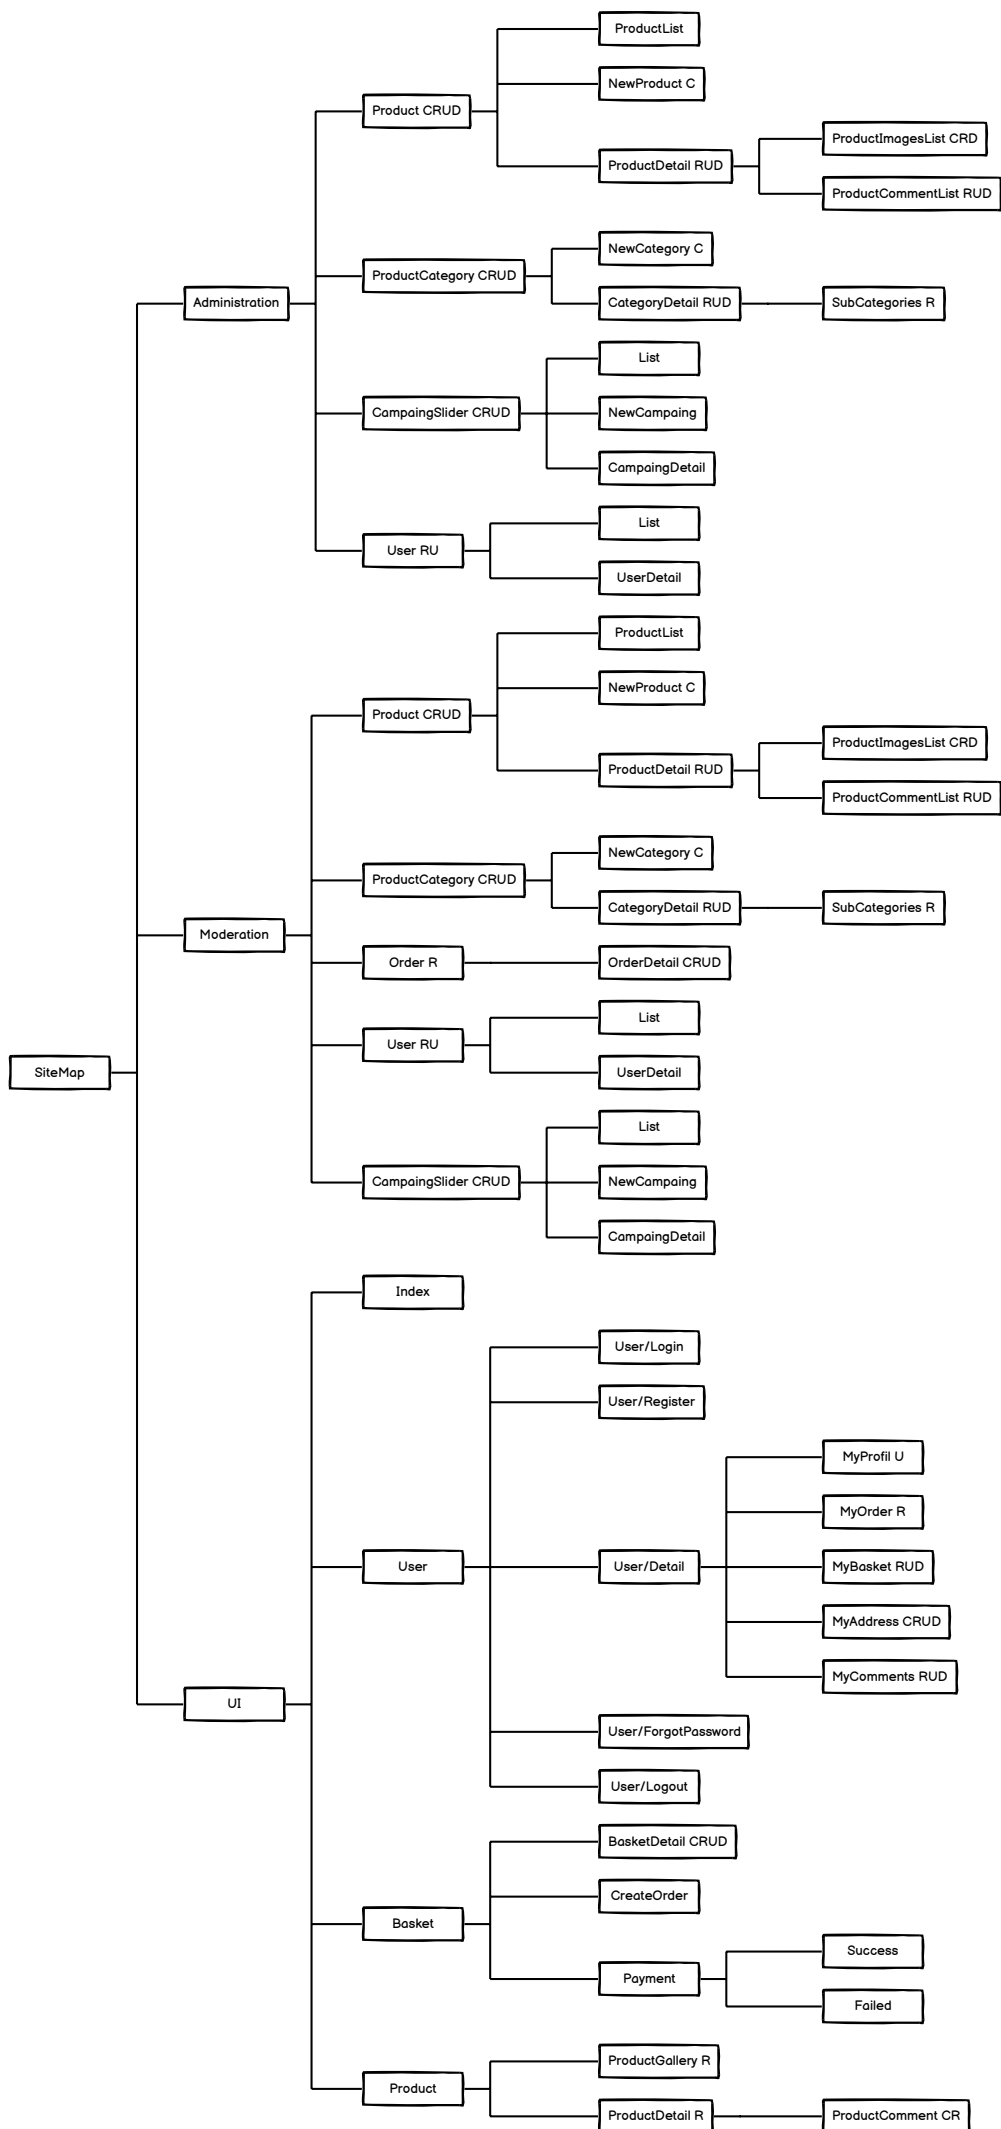 ProductList
NewProduct C
Product CRUD
ProductImagesList CRD
ProductDetail RUD
ProductCommentList RUD
NewCategory C
ProductCategory CRUD
Administration
CategoryDetail RUD
SubCategories R
List
CampaingSlider CRUD
NewCampaing
CampaingDetail
List
User RU
UserDetail
ProductList
NewProduct C
Product CRUD
ProductImagesList CRD
ProductDetail RUD
ProductCommentList RUD
NewCategory C
ProductCategory CRUD
CategoryDetail RUD
SubCategories R
Moderation
Order R
OrderDetail CRUD
List
User RU
SiteMap
UserDetail
List
CampaingSlider CRUD
NewCampaing
CampaingDetail
Index
User/Login
User/Register
MyProfil U
MyOrder R
User
User/Detail
MyBasket RUD
MyAddress CRUD
MyComments RUD
UI
User/ForgotPassword
User/Logout
BasketDetail CRUD
CreateOrder
Basket
Success
Payment
Failed
ProductGallery R
Product
ProductDetail R
ProductComment CR